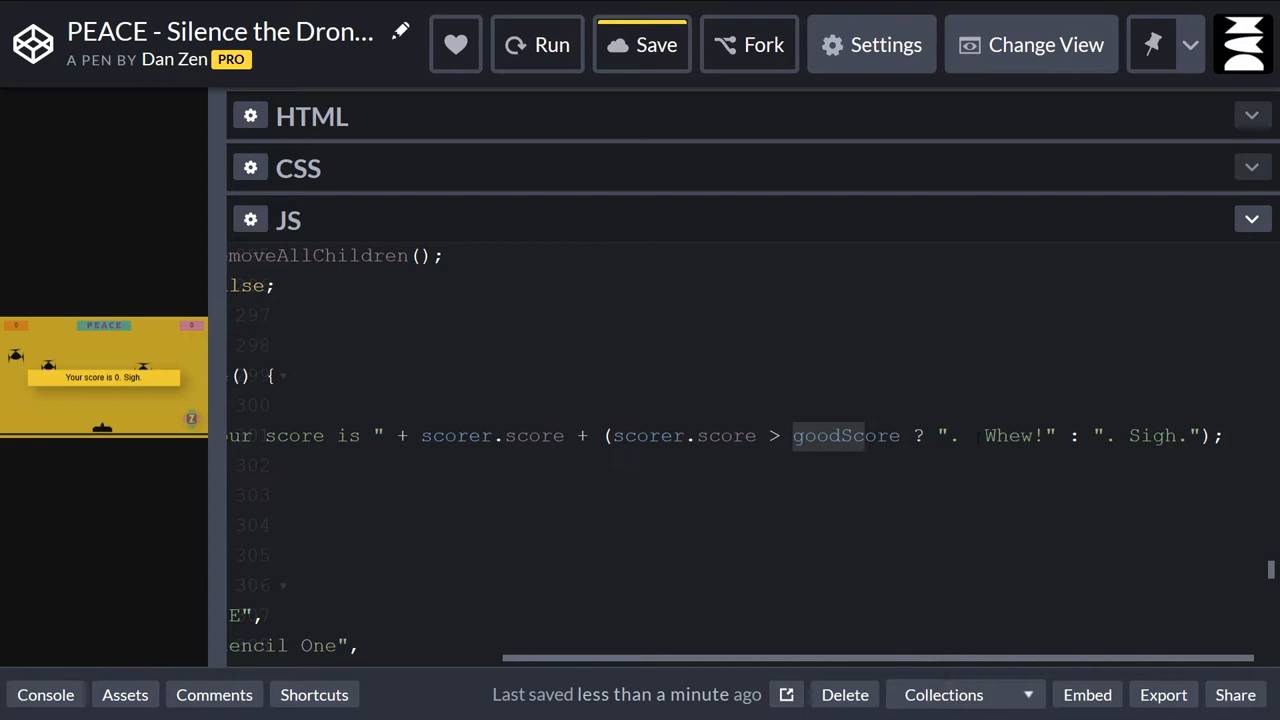 PEACE - Silence the Dron...
A PEN BY Dan Zen PRO
Run
Save
Fork
Settings
Change View
HTML
CSS
JS
moveAllChildren();
lse;
297
298
() {
300
our score is " + scorer.score + (scorer.score > goodScore ? ".  Whew!" : ". Sigh.");
302
303
304
305
306
E",
encil One",
0
PEACE
0
Your score is 0. Sigh.
Z
Console
Assets
Comments
Shortcuts
Last saved less than a minute ago
Delete
Collections
Embed
Export
Share